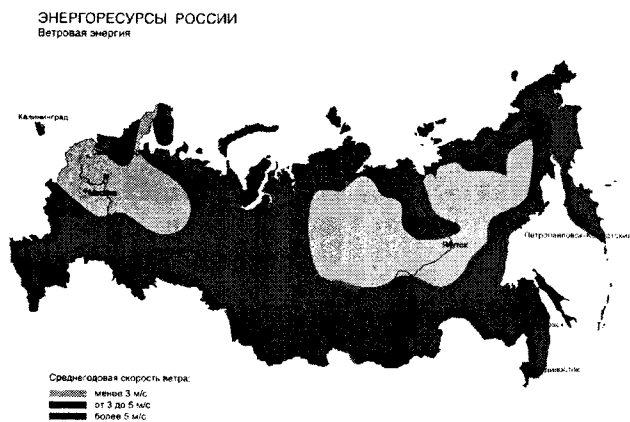 ЭНЕРГОРЕСУРСЫ РОССИИ
Ветровая энергия
Калининград
Якутск
Среднегодовая скорость ветра:
менее 3 м/с
от 3 до 5 м/с
более 5 м/с